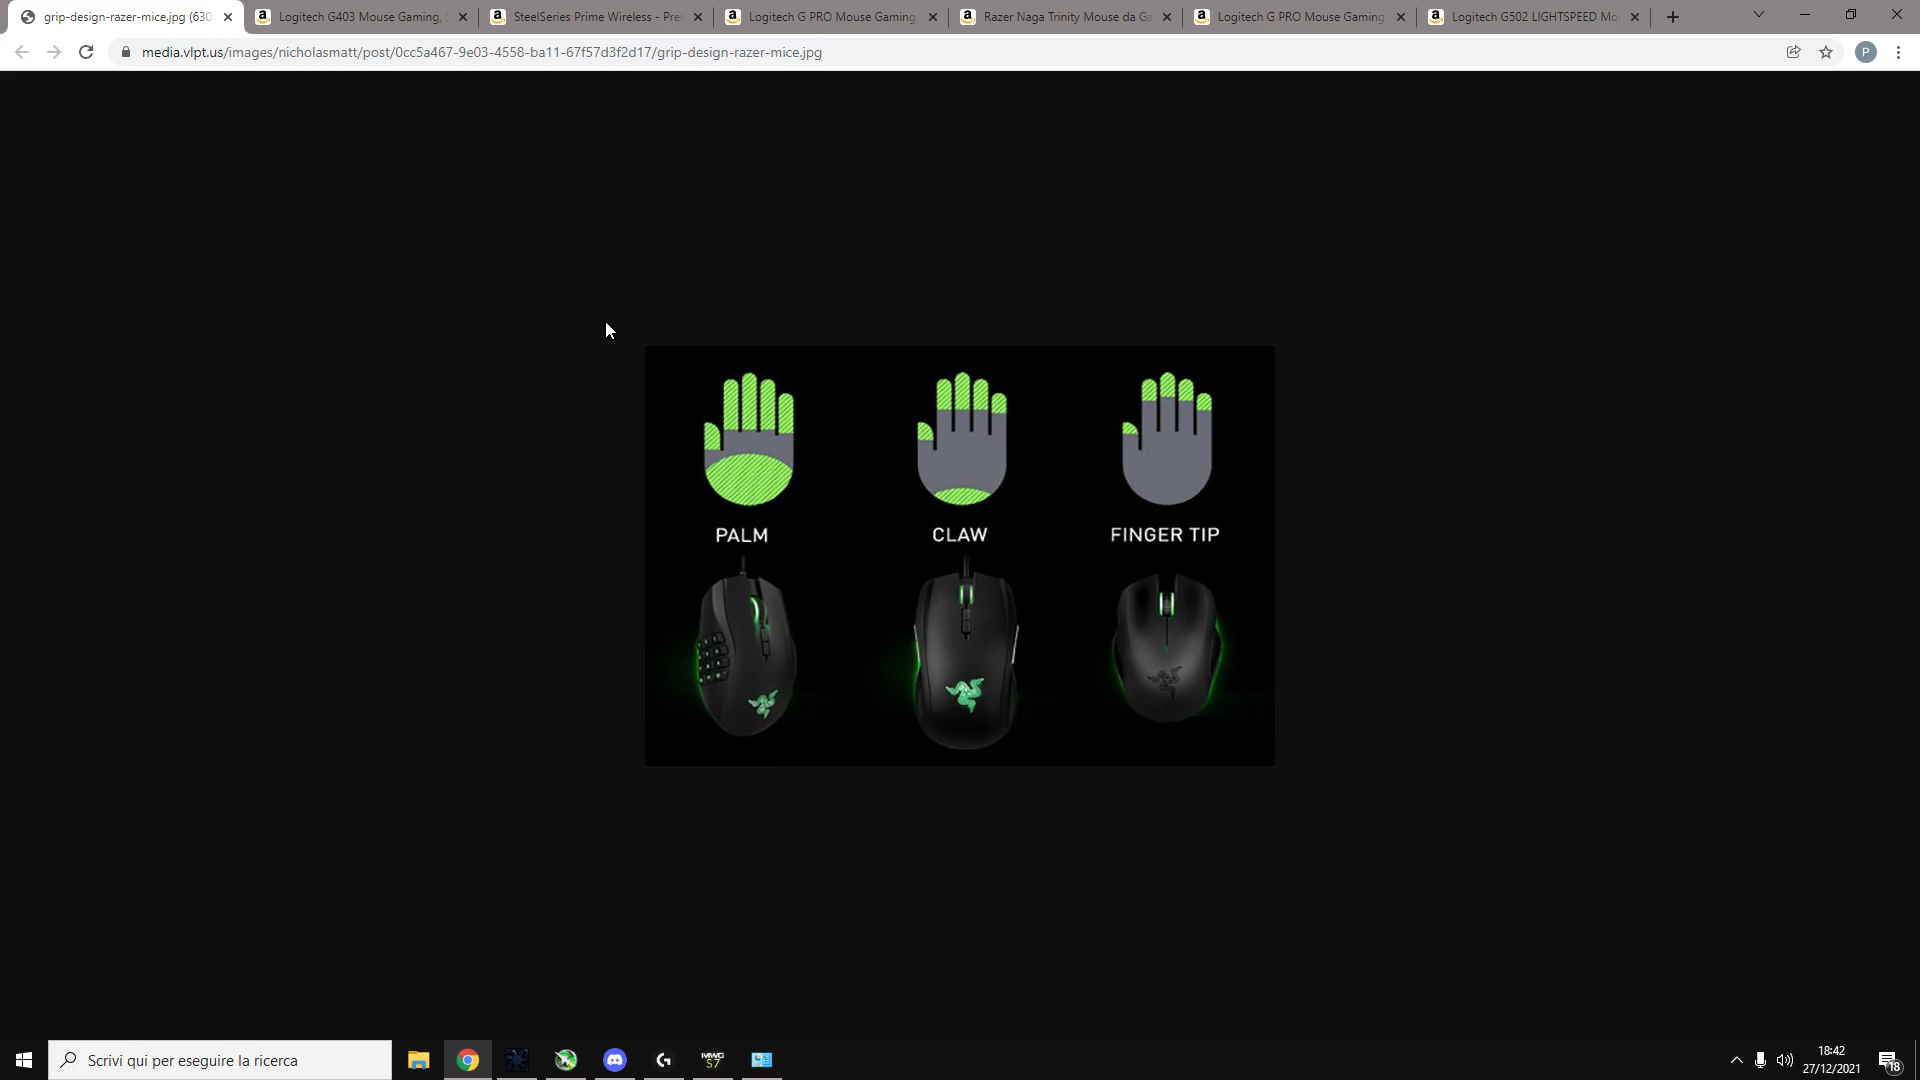 grip-design-razer-mice.jpg (630
Logitech G403 Mouse Gaming,
SteelSeries Prime Wireless - Pre
Logitech G PRO Mouse Gaming,
Razer Naga Trinity Mouse da Ga
Logitech G PRO Mouse Gaming
Logitech G502 LIGHTSPEED Mo
media.vlpt.us/images/nicholasmatt/post/0cc5a467-9e03-4558-ba11-67f57d3f2d17/grip-design-razer-mice.jpg
P
PALM
CLAW
FINGER TIP
Scrivi qui per eseguire la ricerca
S7
18:42
27/12/2021
18